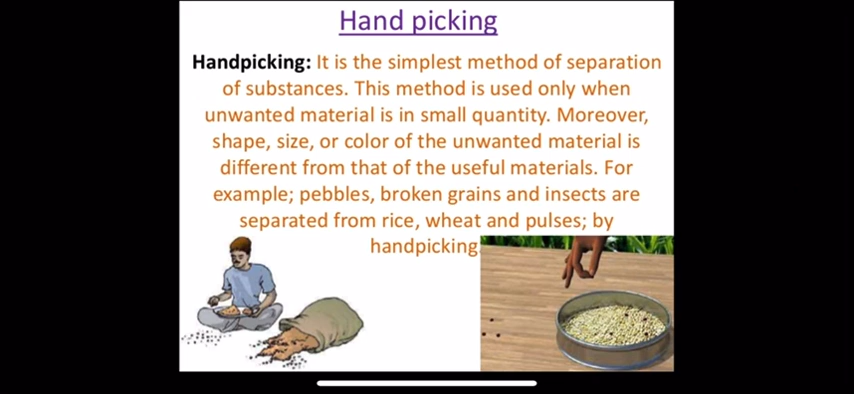 Hand picking
Handpicking: It is the simplest method of separation
of substances. This method is used only when
unwanted material is in small quantity. Moreover,
shape, size, or color of the unwanted material is
different from that of the useful materials. For
example; pebbles, broken grains and insects are
separated from rice, wheat and pulses; by
handpicking.